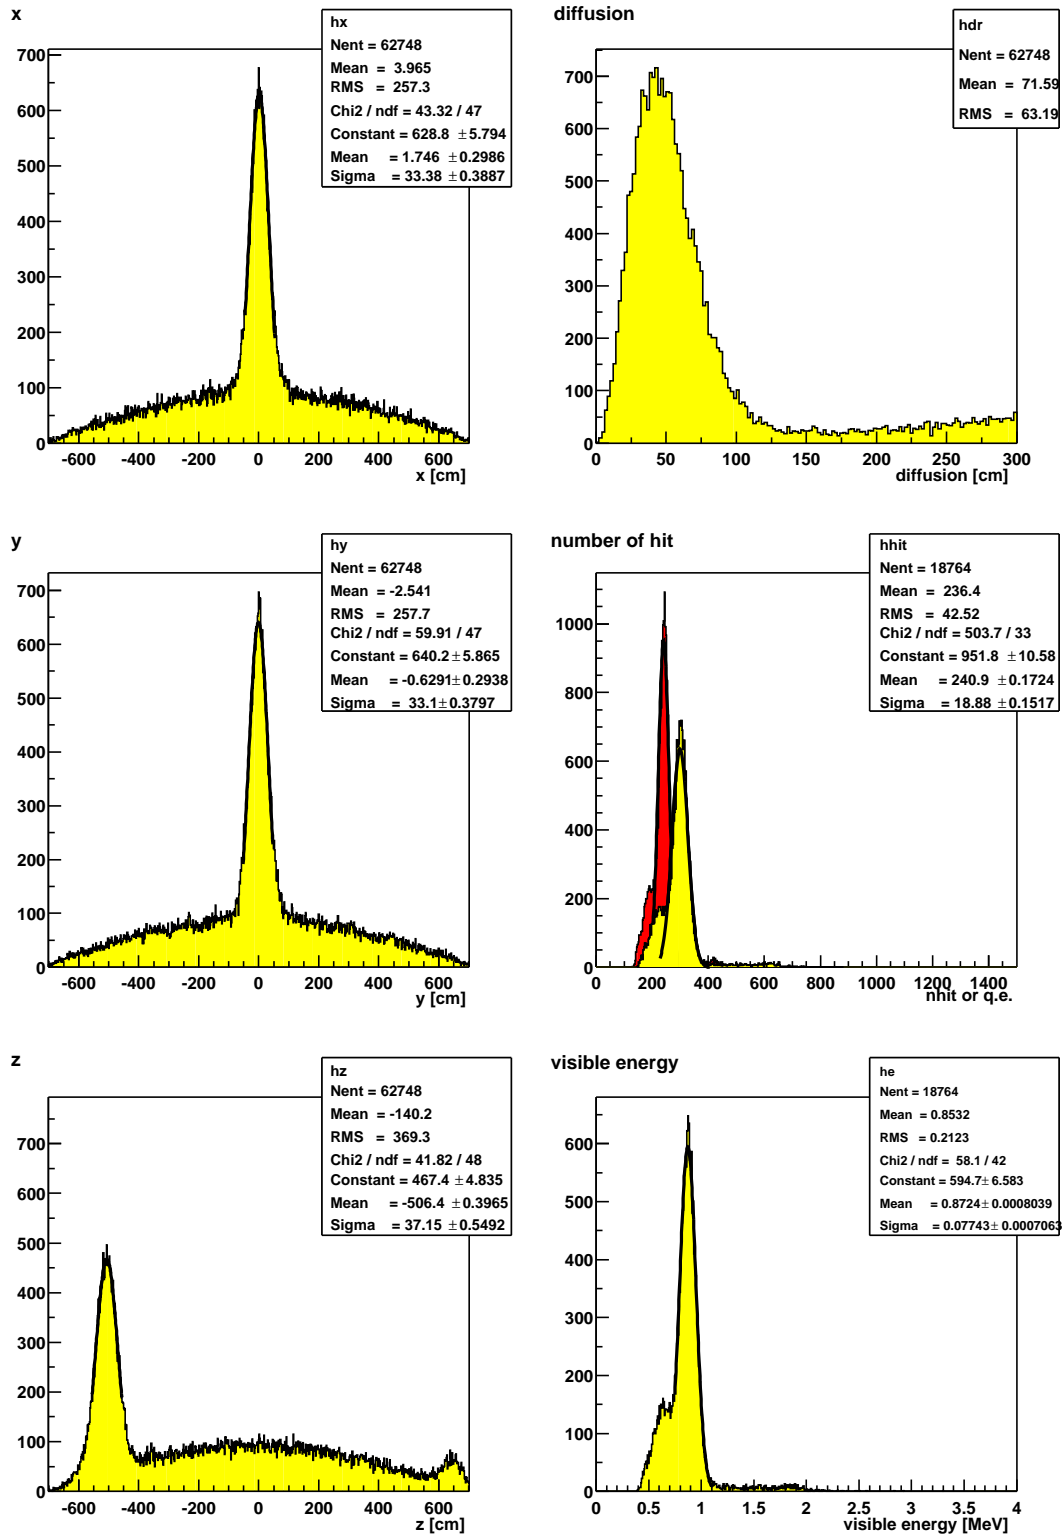 x
hx
Nent = 62748
Mean = 3.965
RMS = 257.3
Chi2 / ndf = 43.32 / 47
Constant = 628.8 ±5.794
Mean = 1.746 ±0.2986
Sigma = 33.38 ±0.3887
700
600
500
400
300
200
100
0
-600 -400 -200 0 200 400 600
x [cm]
diffusion
hdr
Nent = 62748
Mean = 71.59
RMS = 63.19
700
600
500
400
300
200
100
0
0 50 100 150 200 250 300
diffusion [cm]
y
hy
Nent = 62748
Mean = -2.541
RMS = 257.7
Chi2 / ndf = 59.91 / 47
Constant = 640.2±5.865
Mean = -0.6291±0.2938
Sigma = 33.1±0.3797
700
600
500
400
300
200
100
0
-600 -400 -200 0 200 400 600
y [cm]
number of hit
hhit
Nent = 18764
Mean = 236.4
RMS = 42.52
Chi2 / ndf = 503.7 / 33
Constant = 951.8 ±10.58
Mean = 240.9 ±0.1724
Sigma = 18.88 ±0.1517
1000
800
600
400
200
0
0 200 400 600 800 1000 1200 1400
nhit or q.e.
z
hz
Nent = 62748
Mean = -140.2
RMS = 369.3
Chi2 / ndf = 41.82 / 48
Constant = 467.4 ±4.835
Mean = -506.4 ±0.3965
Sigma = 37.15 ±0.5492
700
600
500
400
300
200
100
0
-600 -400 -200 0 200 400 600
z [cm]
visible energy
he
Nent = 18764
Mean = 0.8532
RMS = 0.2123
Chi2 / ndf = 58.1 / 42
Constant = 594.7± 6.583
Mean = 0.8724± 0.0008039
Sigma = 0.07743± 0.0007063
600
500
400
300
200
100
0
0 0.5 1 1.5 2 2.5 3 3.5 4
visible energy [MeV]